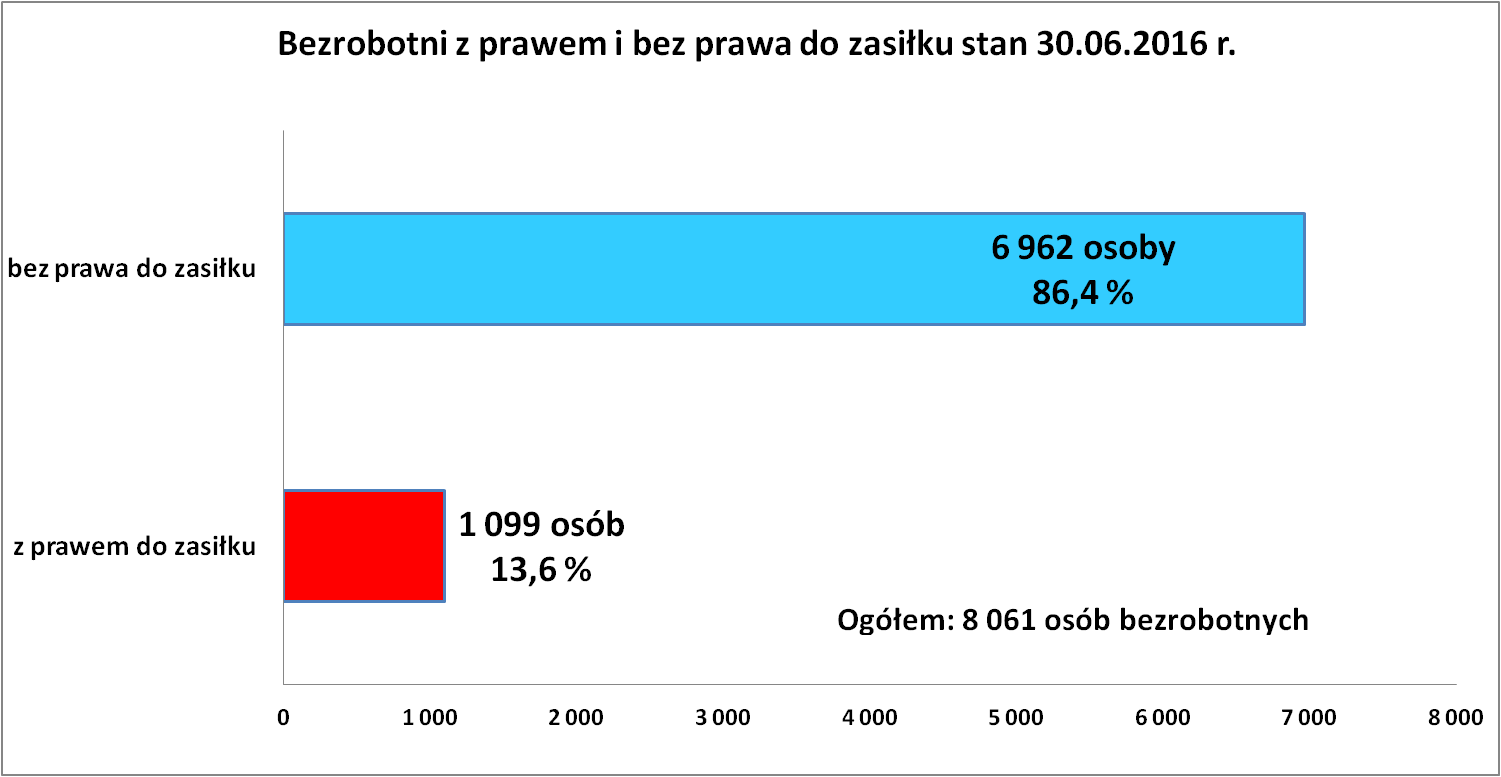 Bezrobotni z prawem i bez prawa do zasiłku stan 30.06.2016 r.
bez prawa do zasiłku
6 962 osoby
86,4 %
z prawem do zasiłku
1 099 osób
13,6 %
Ogółem: 8 061 osób bezrobotnych
0 1 000 2 000 3 000 4 000 5 000 6 000 7 000 8 000